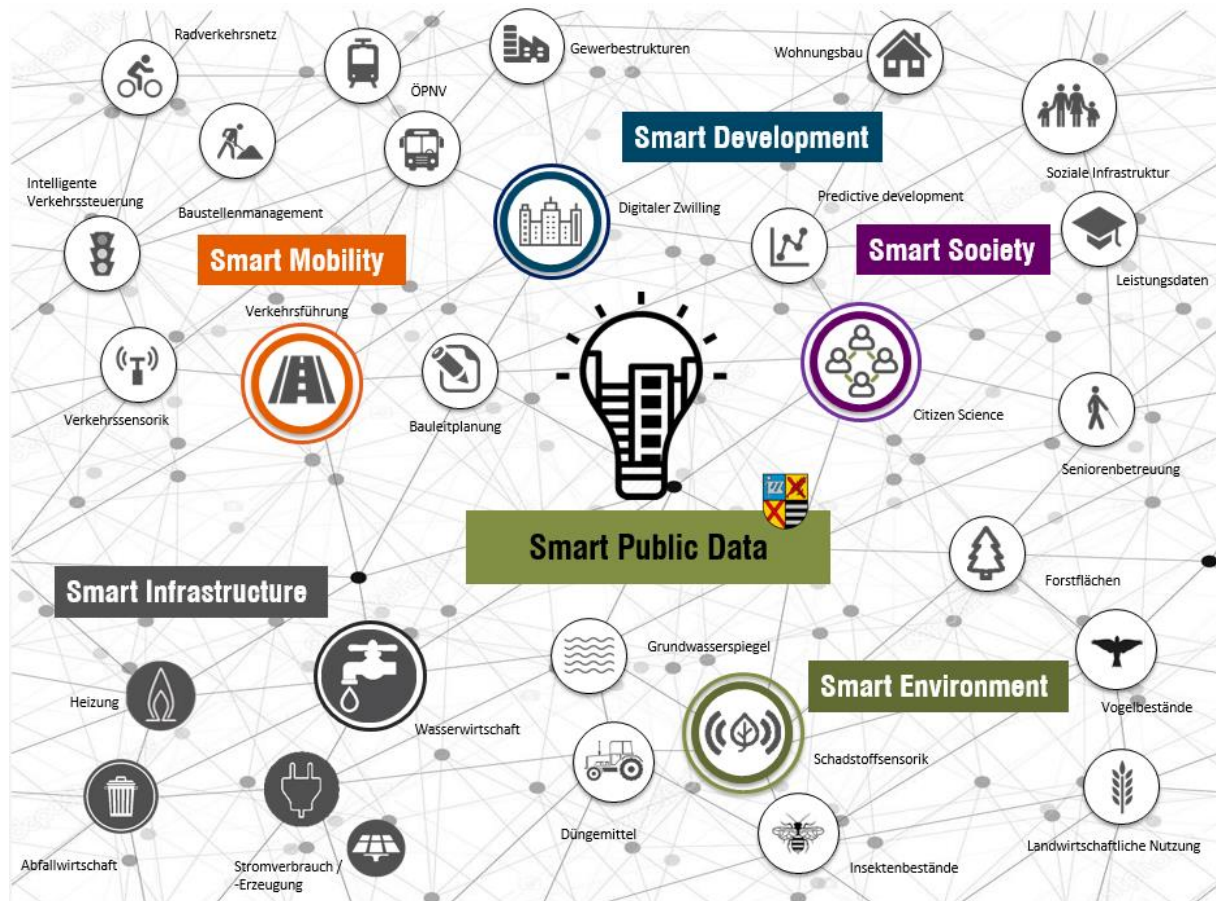 Radverkehrsnetz
ÖPNV
Gewerbestrukturen
Wohnungsbau
Smart Development
Soziale Infrastruktur
Intelligente
Verkehrssteuerung
Baustellenmanagement
Digitaler Zwilling
Predictive development
Smart Mobility
Smart Society
Leistungsdaten
Verkehrsführung
Verkehrssensorik
Bauleitplanung
Citizen Science
Seniorenbetreuung
Smart Public Data
Smart Infrastructure
Forstflächen
Grundwasserspiegel
Smart Environment
Heizung
Wasserwirtschaft
Vogelbestände
Schadstoffsensorik
Düngemittel
Landwirtschaftliche Nutzung
Abfallwirtschaft
Stromverbrauch /
-Erzeugung
Insektenbestände